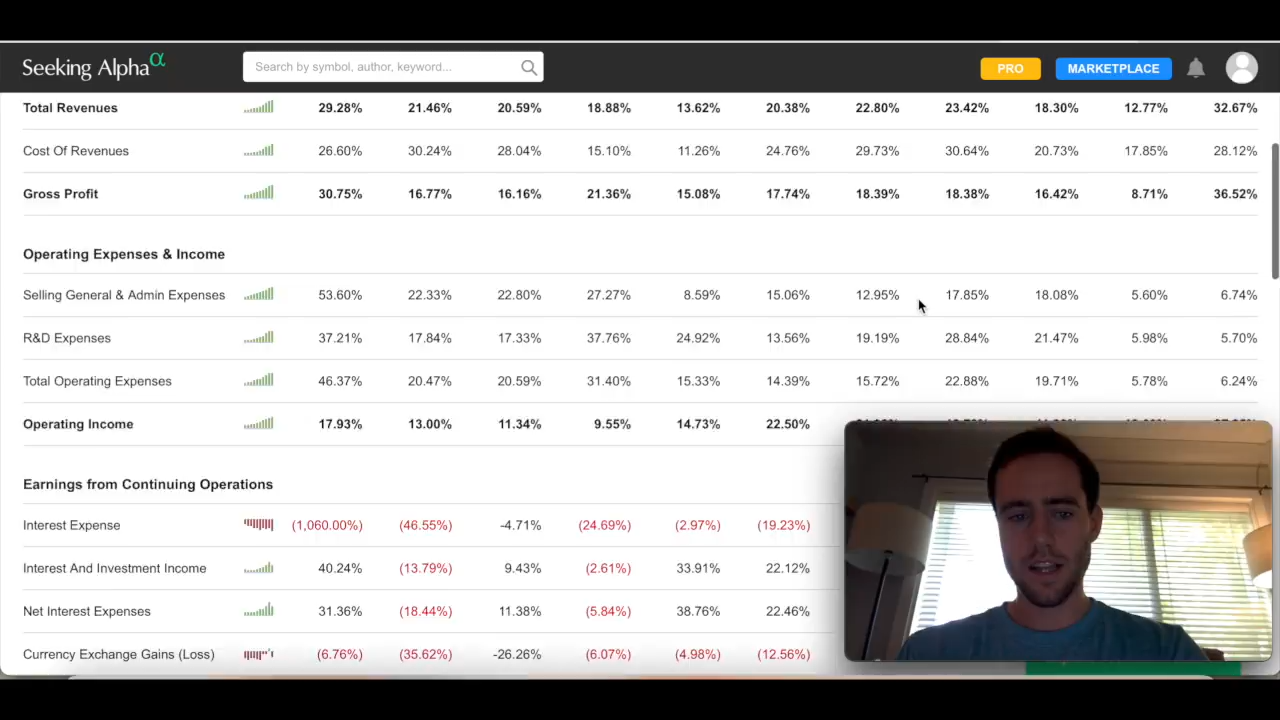 Seeking Alpha α
Search by symbol, author, keyword...
PRO
MARKETPLACE
Total Revenues 29.28% 21.46% 20.59% 18.88% 13.62% 20.38% 22.80% 23.42% 18.30% 12.77% 32.67%
Cost Of Revenues 26.60% 30.24% 28.04% 15.10% 11.26% 24.76% 29.73% 30.64% 20.73% 17.85% 28.12%
Gross Profit 30.75% 16.77% 16.16% 21.36% 15.08% 17.74% 18.39% 18.38% 16.42% 8.71% 36.52%
Operating Expenses & Income
Selling General & Admin Expenses 53.60% 22.33% 22.80% 27.27% 8.59% 15.06% 12.95% 17.85% 18.08% 5.60% 6.74%
R&D Expenses 37.21% 17.84% 17.33% 37.76% 24.92% 13.56% 19.19% 28.84% 21.47% 5.98% 5.70%
Total Operating Expenses 46.37% 20.47% 20.59% 31.40% 15.33% 14.39% 15.72% 22.88% 19.71% 5.78% 6.24%
Operating Income 17.93% 13.00% 11.34% 9.55% 14.73% 22.50%
Earnings from Continuing Operations
Interest Expense (1,060.00%) (46.55%) -4.71% (24.69%) (2.97%) (19.23%)
Interest And Investment Income 40.24% (13.79%) 9.43% (2.61%) 33.91% 22.12%
Net Interest Expenses 31.36% (18.44%) 11.38% (5.84%) 38.76% 22.46%
Currency Exchange Gains (Loss) (6.76%) (35.62%) -26.26% (6.07%) (4.98%) (12.56%)